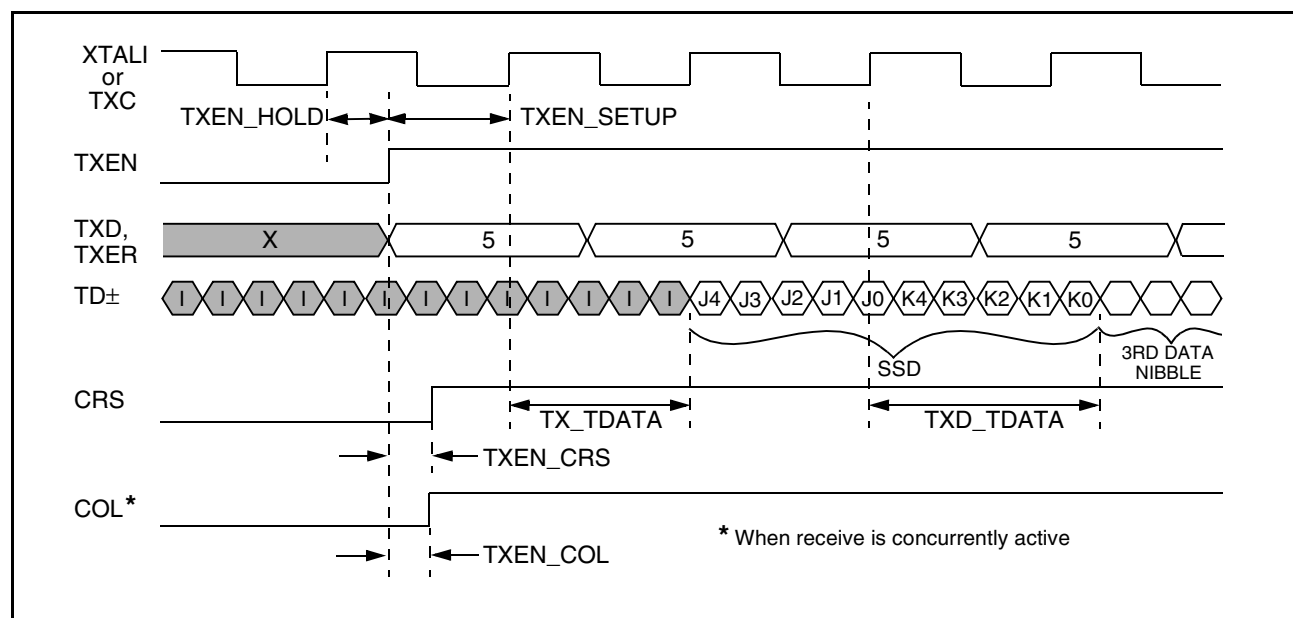 XTALI
or
TXC
TXEN_HOLD TXEN_SETUP
TXEN
TXD,
TXER
X 5 5 5 5
TD± I I I I I I I I I I I I I J4 J3 J2 J1 J0 K4 K3 K2 K1 K0
SSD
3RD DATA
NIBBLE
CRS
TX_TDATA TXD_TDATA
TXEN_CRS
COL*
* When receive is concurrently active
TXEN_COL